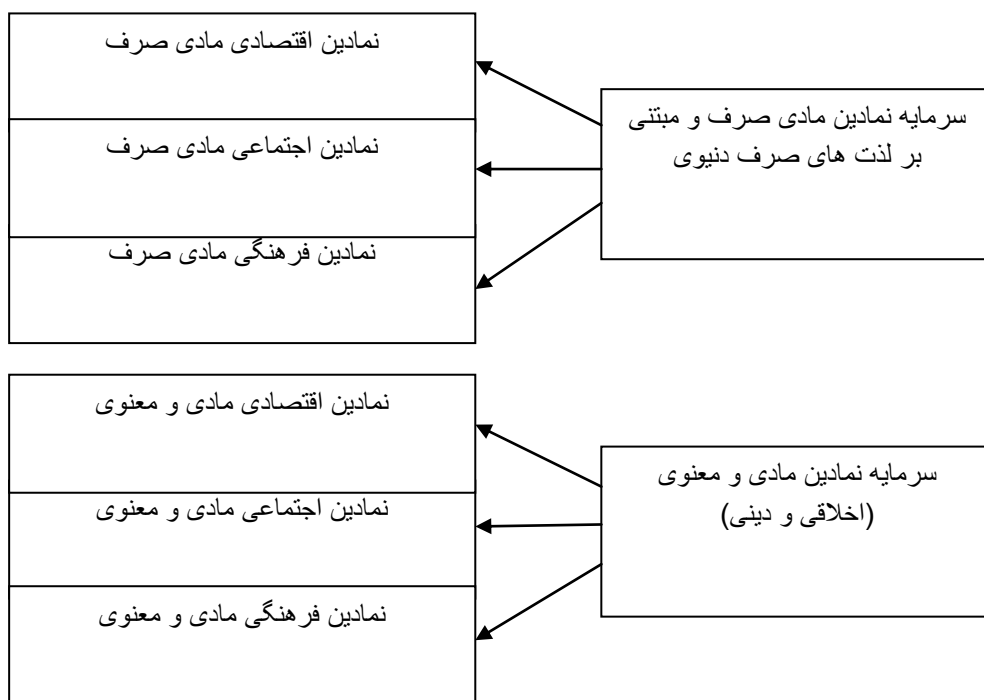 سرمایه نمادین مادی صرف و مبتنی
بر لذت های صرف دنیوی
نمادین اقتصادی مادی صرف
نمادین اجتماعی مادی صرف
نمادین فرهنگی مادی صرف
سرمایه نمادین مادی و معنوی
(اخلاقی و دینی)
نمادین اقتصادی مادی و معنوی
نمادین اجتماعی مادی و معنوی
نمادین فرهنگی مادی و معنوی